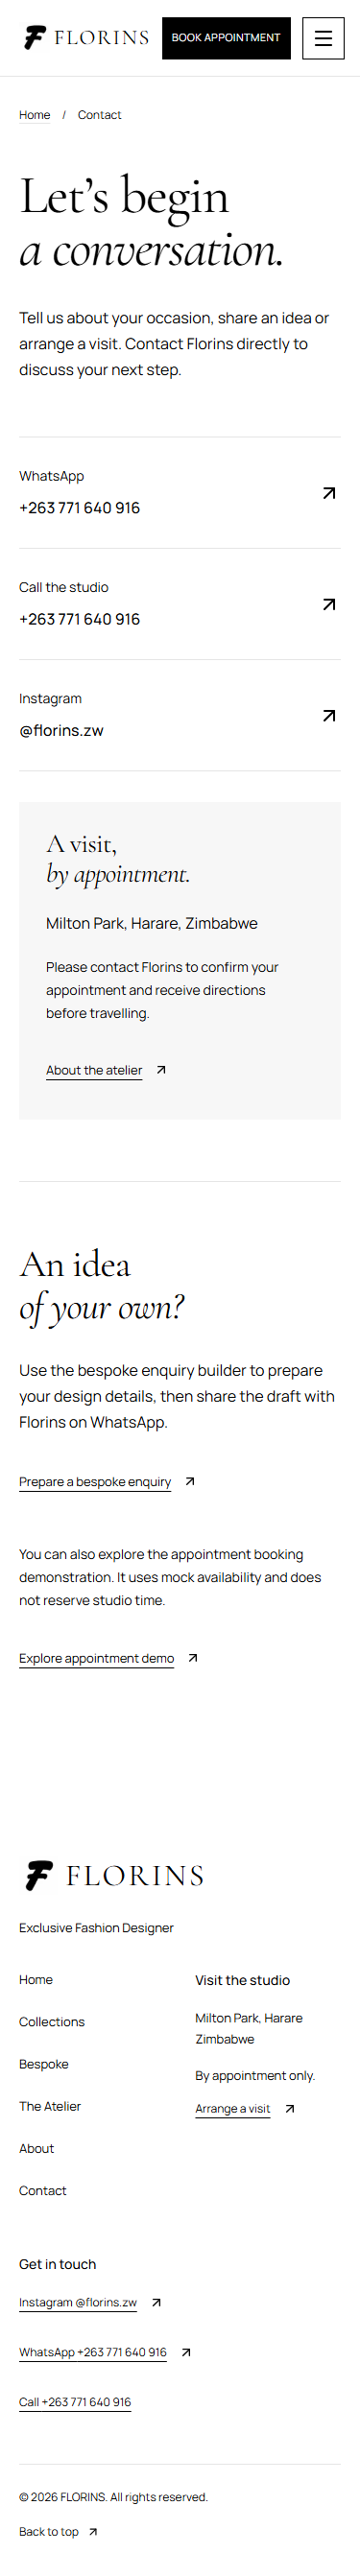 FLORINS
BOOK APPOINTMENT
Home / Contact
Let’s begin
a conversation.
Tell us about your occasion, share an idea or
arrange a visit. Contact Florins directly to
discuss your next step.
WhatsApp
+263 771 640 916
Call the studio
+263 771 640 916
Instagram
@florins.zw
A visit,
by appointment.
Milton Park, Harare, Zimbabwe
Please contact Florins to confirm your
appointment and receive directions
before travelling.
About the atelier
An idea
of your own?
Use the bespoke enquiry builder to prepare
your design details, then share the draft with
Florins on WhatsApp.
Prepare a bespoke enquiry
You can also explore the appointment booking
demonstration. It uses mock availability and does
not reserve studio time.
Explore appointment demo
FLORINS
Exclusive Fashion Designer
Home
Collections
Bespoke
The Atelier
About
Contact
Visit the studio
Milton Park, Harare
Zimbabwe
By appointment only.
Arrange a visit
Get in touch
Instagram @florins.zw
WhatsApp +263 771 640 916
Call +263 771 640 916
© 2026 FLORINS. All rights reserved.
Back to top